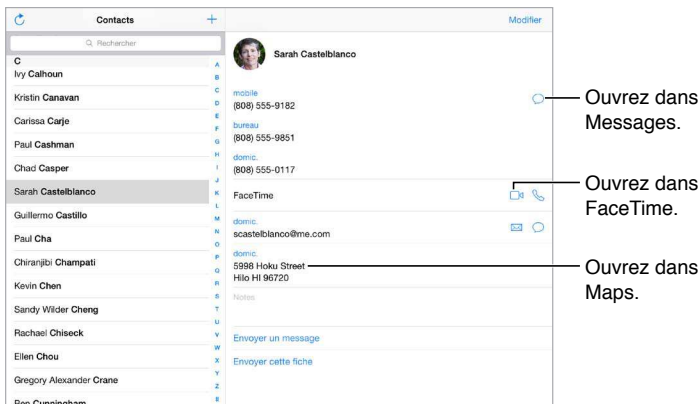 Contacts
Modifier
Rechercher
C
Ivy Calhoun
Kristin Canavan
Carissa Carje
Paul Cashman
Chad Casper
Sarah Castelblanco
Guillermo Castillo
Paul Cha
Chiranjibi Champati
Kevin Chen
Sandy Wilder Cheng
Rachael Chiseck
Ellen Chou
Gregory Alexander Crane
Ben Cunningham
A
B
C
D
E
F
G
H
I
J
K
L
M
N
O
P
Q
R
S
T
U
V
W
X
Y
Z
#
Sarah Castelblanco
mobile
(808) 555-9182
bureau
(808) 555-9851
domic.
(808) 555-0117
FaceTime
domic.
scastelblanco@me.com
domic.
5998 Hoku Street
Hilo HI 96720
Notes
Envoyer un message
Envoyer cette fiche
Ouvrez dans
Messages.
Ouvrez dans
FaceTime.
Ouvrez dans
Maps.